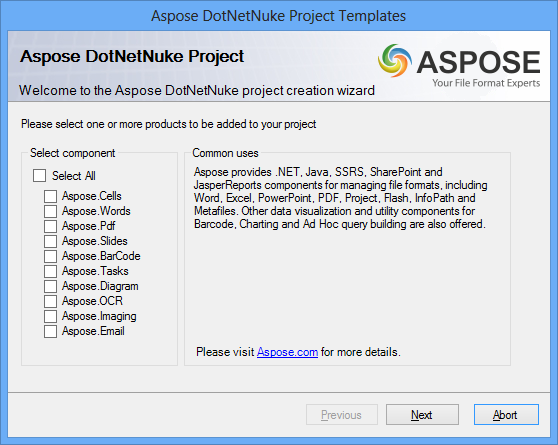 Aspose DotNetNuke Project Templates
Aspose DotNetNuke Project
ASPOSE
Your File Format Experts
Welcome to the Aspose DotNetNuke project creation wizard
Please select one or more products to be added to your project
Select component
Select All
Aspose.Cells
Aspose.Words
Aspose.Pdf
Aspose.Slides
Aspose.BarCode
Aspose.Tasks
Aspose.Diagram
Aspose.OCR
Aspose.Imaging
Aspose.Email
Common uses
Aspose provides .NET, Java, SSRS, SharePoint and
JasperReports components for managing file formats, including
Word, Excel, PowerPoint, PDF, Project, Flash, InfoPath and
Metafiles. Other data visualization and utility components for
Barcode, Charting and Ad Hoc query building are also offered.
Please visit Aspose.com for more details.
Previous
Next
Abort